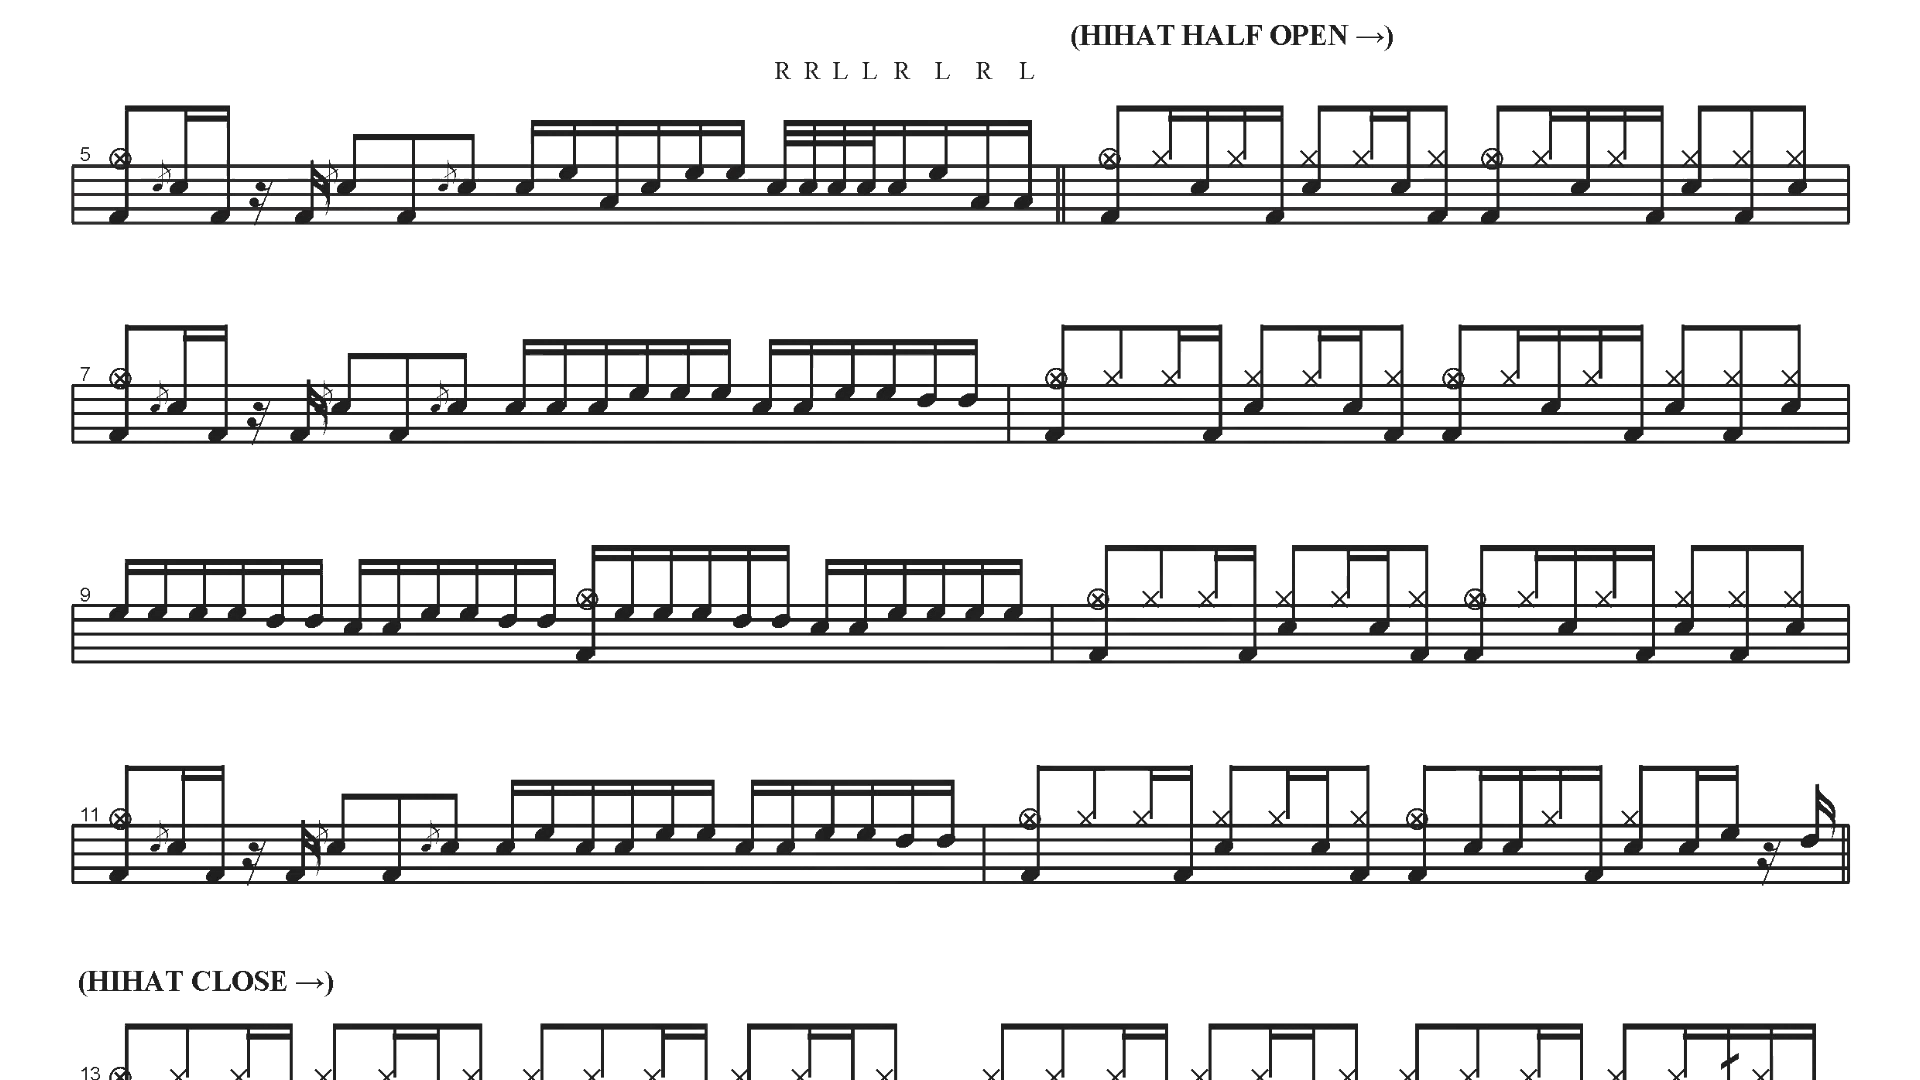 (HIHAT HALF OPEN →)
R R L L R L R L
5
7
9
11
(HIHAT CLOSE →)
13